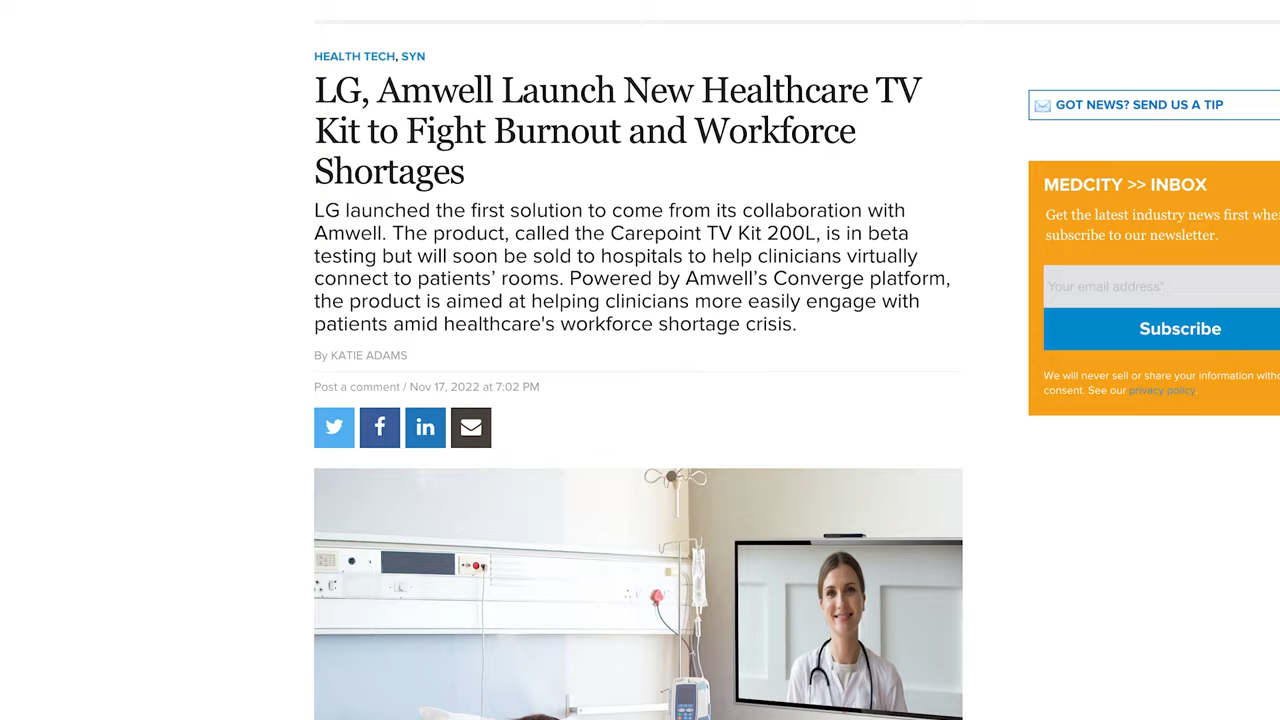 HEALTH TECH, SYN
LG, Amwell Launch New Healthcare TV
Kit to Fight Burnout and Workforce
Shortages
LG launched the first solution to come from its collaboration with
Amwell. The product, called the Carepoint TV Kit 200L, is in beta
testing but will soon be sold to hospitals to help clinicians virtually
connect to patients’ rooms. Powered by Amwell’s Converge platform,
the product is aimed at helping clinicians more easily engage with
patients amid healthcare's workforce shortage crisis.
By KATIE ADAMS
Post a comment / Nov 17, 2022 at 7:02 PM
GOT NEWS? SEND US A TIP
MEDCITY >> INBOX
Get the latest industry news first whe
subscribe to our newsletter.
Your email address*
Subscribe
We will never sell or share your information witho
consent. See our privacy policy.